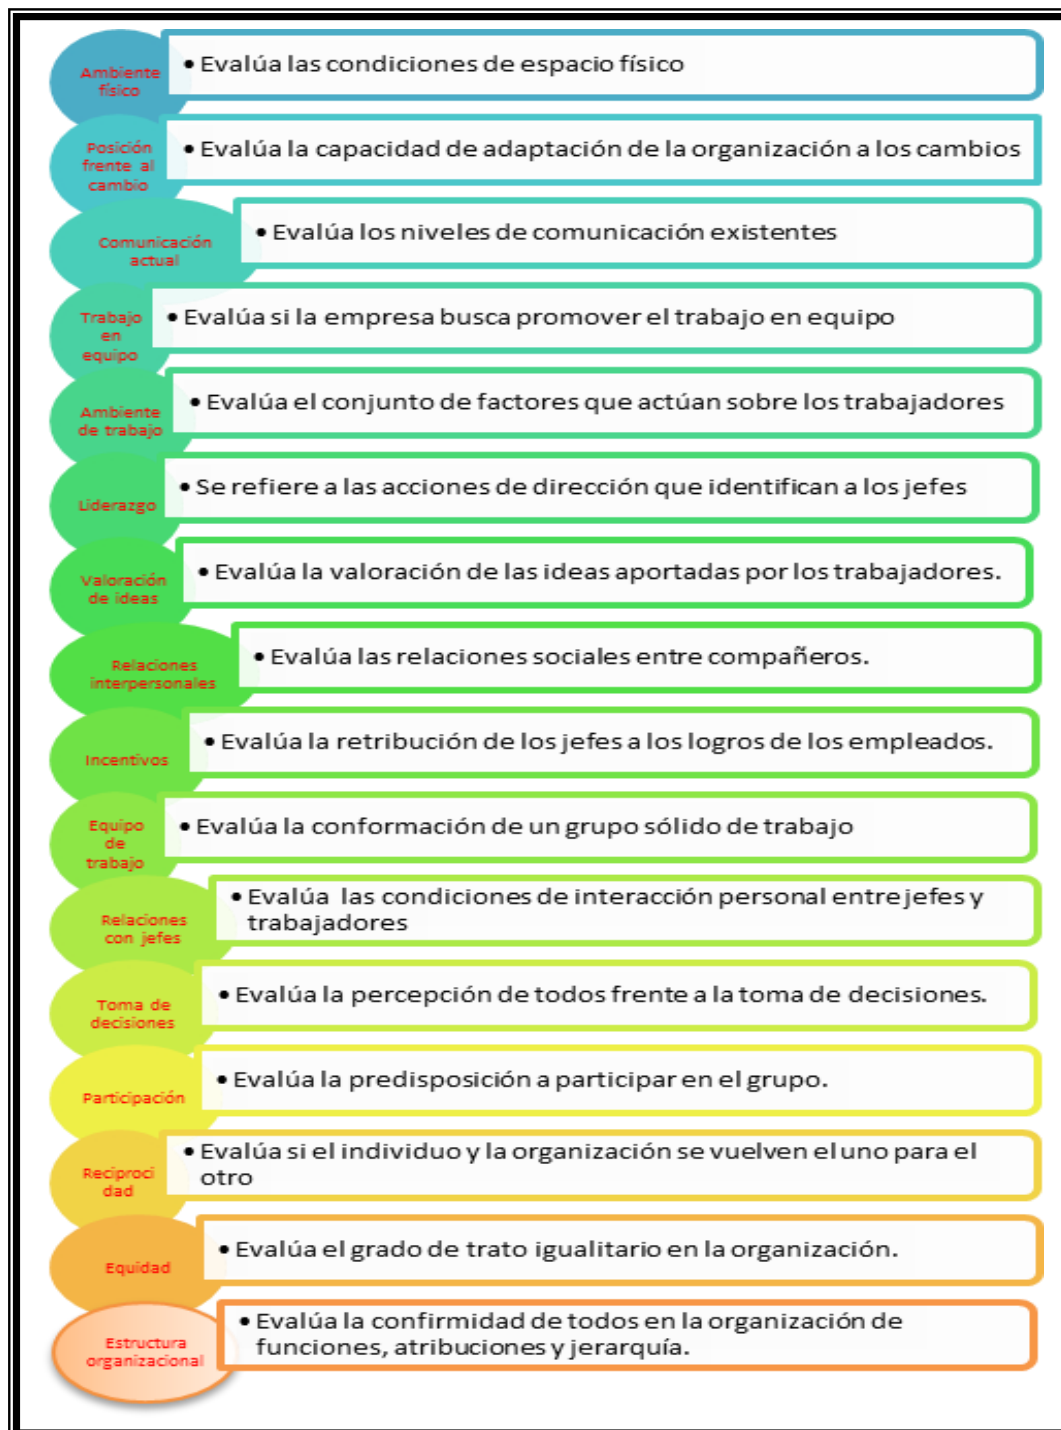 Ambiente
físico
• Evalúa las condiciones de espacio físico
Posición
frente al
cambio
• Evalúa la capacidad de adaptación de la organización a los cambios
Comunicación
actual
• Evalúa los niveles de comunicación existentes
Trabajo
en
equipo
• Evalúa si la empresa busca promover el trabajo en equipo
Ambiente
de trabajo
• Evalúa el conjunto de factores que actúan sobre los trabajadores
Liderazgo
• Se refiere a las acciones de dirección que identifican a los jefes
Valoración
de ideas
• Evalúa la valoración de las ideas aportadas por los trabajadores.
Relaciones
interpersonales
• Evalúa las relaciones sociales entre compañeros.
Incentivos
• Evalúa la retribución de los jefes a los logros de los empleados.
Equipo
de
trabajo
• Evalúa la conformación de un grupo sólido de trabajo
Relaciones
con jefes
• Evalúa las condiciones de interacción personal entre jefes y
trabajadores
Toma de
decisiones
• Evalúa la percepción de todos frente a la toma de decisiones.
Participación
• Evalúa la predisposición a participar en el grupo.
Reciproci
dad
• Evalúa si el individuo y la organización se vuelven el uno para el
otro
Equidad
• Evalúa el grado de trato igualitario en la organización.
Estructura
organizacional
• Evalúa la confirmidad de todos en la organización de
funciones, atribuciones y jerarquía.